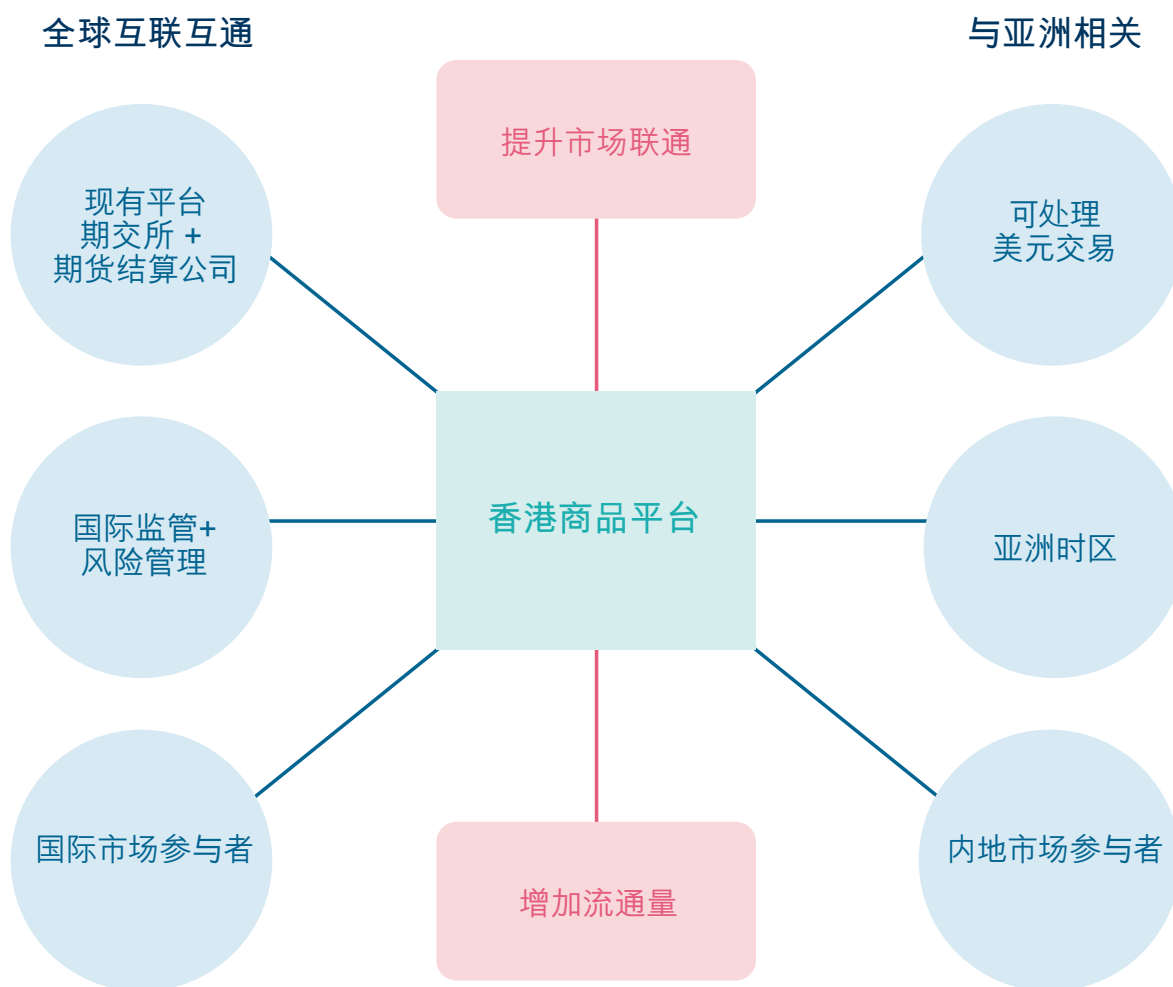 全球互联互通
与亚洲相关
提升市场联通
现有平台
期交所 +
期货结算公司
可处理
美元交易
国际监管+
风险管理
香港商品平台
亚洲时区
国际市场参与者
内地市场参与者
增加流通量